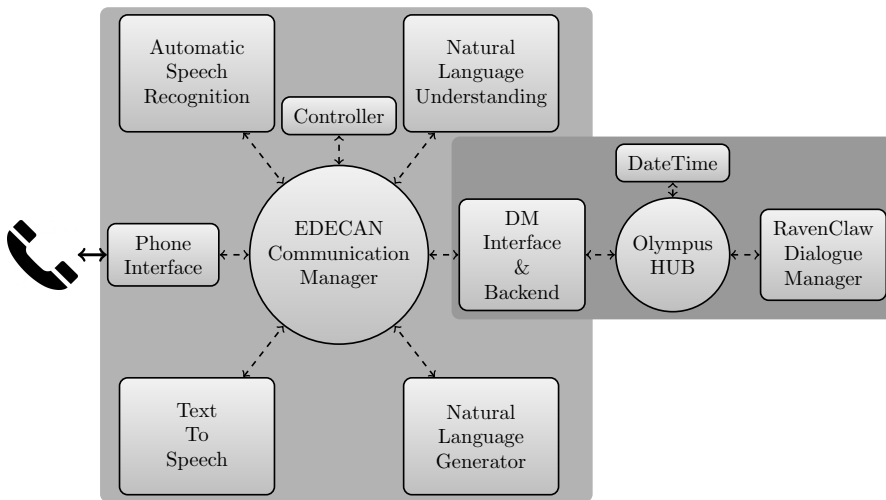 Automatic
Speech
Recognition
Natural
Language
Understanding
Controller
DateTime
Phone
Interface
EDECAN
Communication
Manager
DM
Interface
&
Backend
Olympus
HUB
RavenClaw
Dialogue
Manager
Text
To
Speech
Natural
Language
Generator